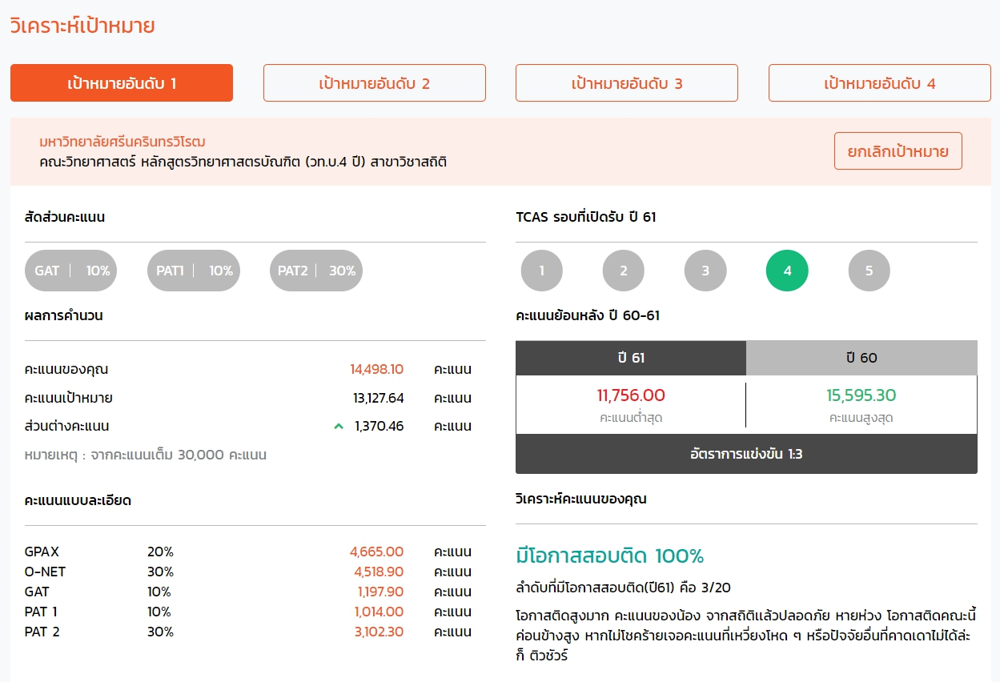 วิเคราะห์เป้าหมาย
เป้าหมายอันดับ 1
เป้าหมายอันดับ 2
เป้าหมายอันดับ 3
เป้าหมายอันดับ 4
มหาวิทยาลัยศรีนครินทรวิโรฒ
คณะวิทยาศาสตร์ หลักสูตรวิทยาศาสตรบัณฑิต (วท.บ.4 ปี) สาขาวิชาสถิติ
ยกเลิกเป้าหมาย
สัดส่วนคะแนน
GAT 10% PAT1 10% PAT2 30%
ผลการคำนวน
คะแนนของคุณ 14,498.10 คะแนน
คะแนนเป้าหมาย 13,127.64 คะแนน
ส่วนต่างคะแนน 1,370.46 คะแนน
หมายเหตุ : จากคะแนนเต็ม 30,000 คะแนน
คะแนนแบบละเอียด
GPAX 20% 4,665.00 คะแนน
O-NET 30% 4,518.90 คะแนน
GAT 10% 1,197.90 คะแนน
PAT 1 10% 1,014.00 คะแนน
PAT 2 30% 3,102.30 คะแนน
TCAS รอบที่เปิดรับ ปี 61
1 2 3 4 5
คะแนนย้อนหลัง ปี 60-61
ปี 61 ปี 60
11,756.00 15,595.30
คะแนนต่ำสุด คะแนนสูงสุด
อัตราการแข่งขัน 1:3
วิเคราะห์คะแนนของคุณ
มีโอกาสสอบติด 100%
ลำดับที่มีโอกาสสอบติด(ปี61) คือ 3/20
โอกาสติดสูงมาก คะแนนของน้อง จากสถิติแล้วปลอดภัย หายห่วง โอกาสติดคณะนี้
ค่อนข้างสูง หากไม่โชคร้ายเจอคะแนนที่เหวี่ยงโหด ๆ หรือปัจจัยอื่นที่คาดเดาไม่ได้ล่ะ
ก็ ติวชัวร์